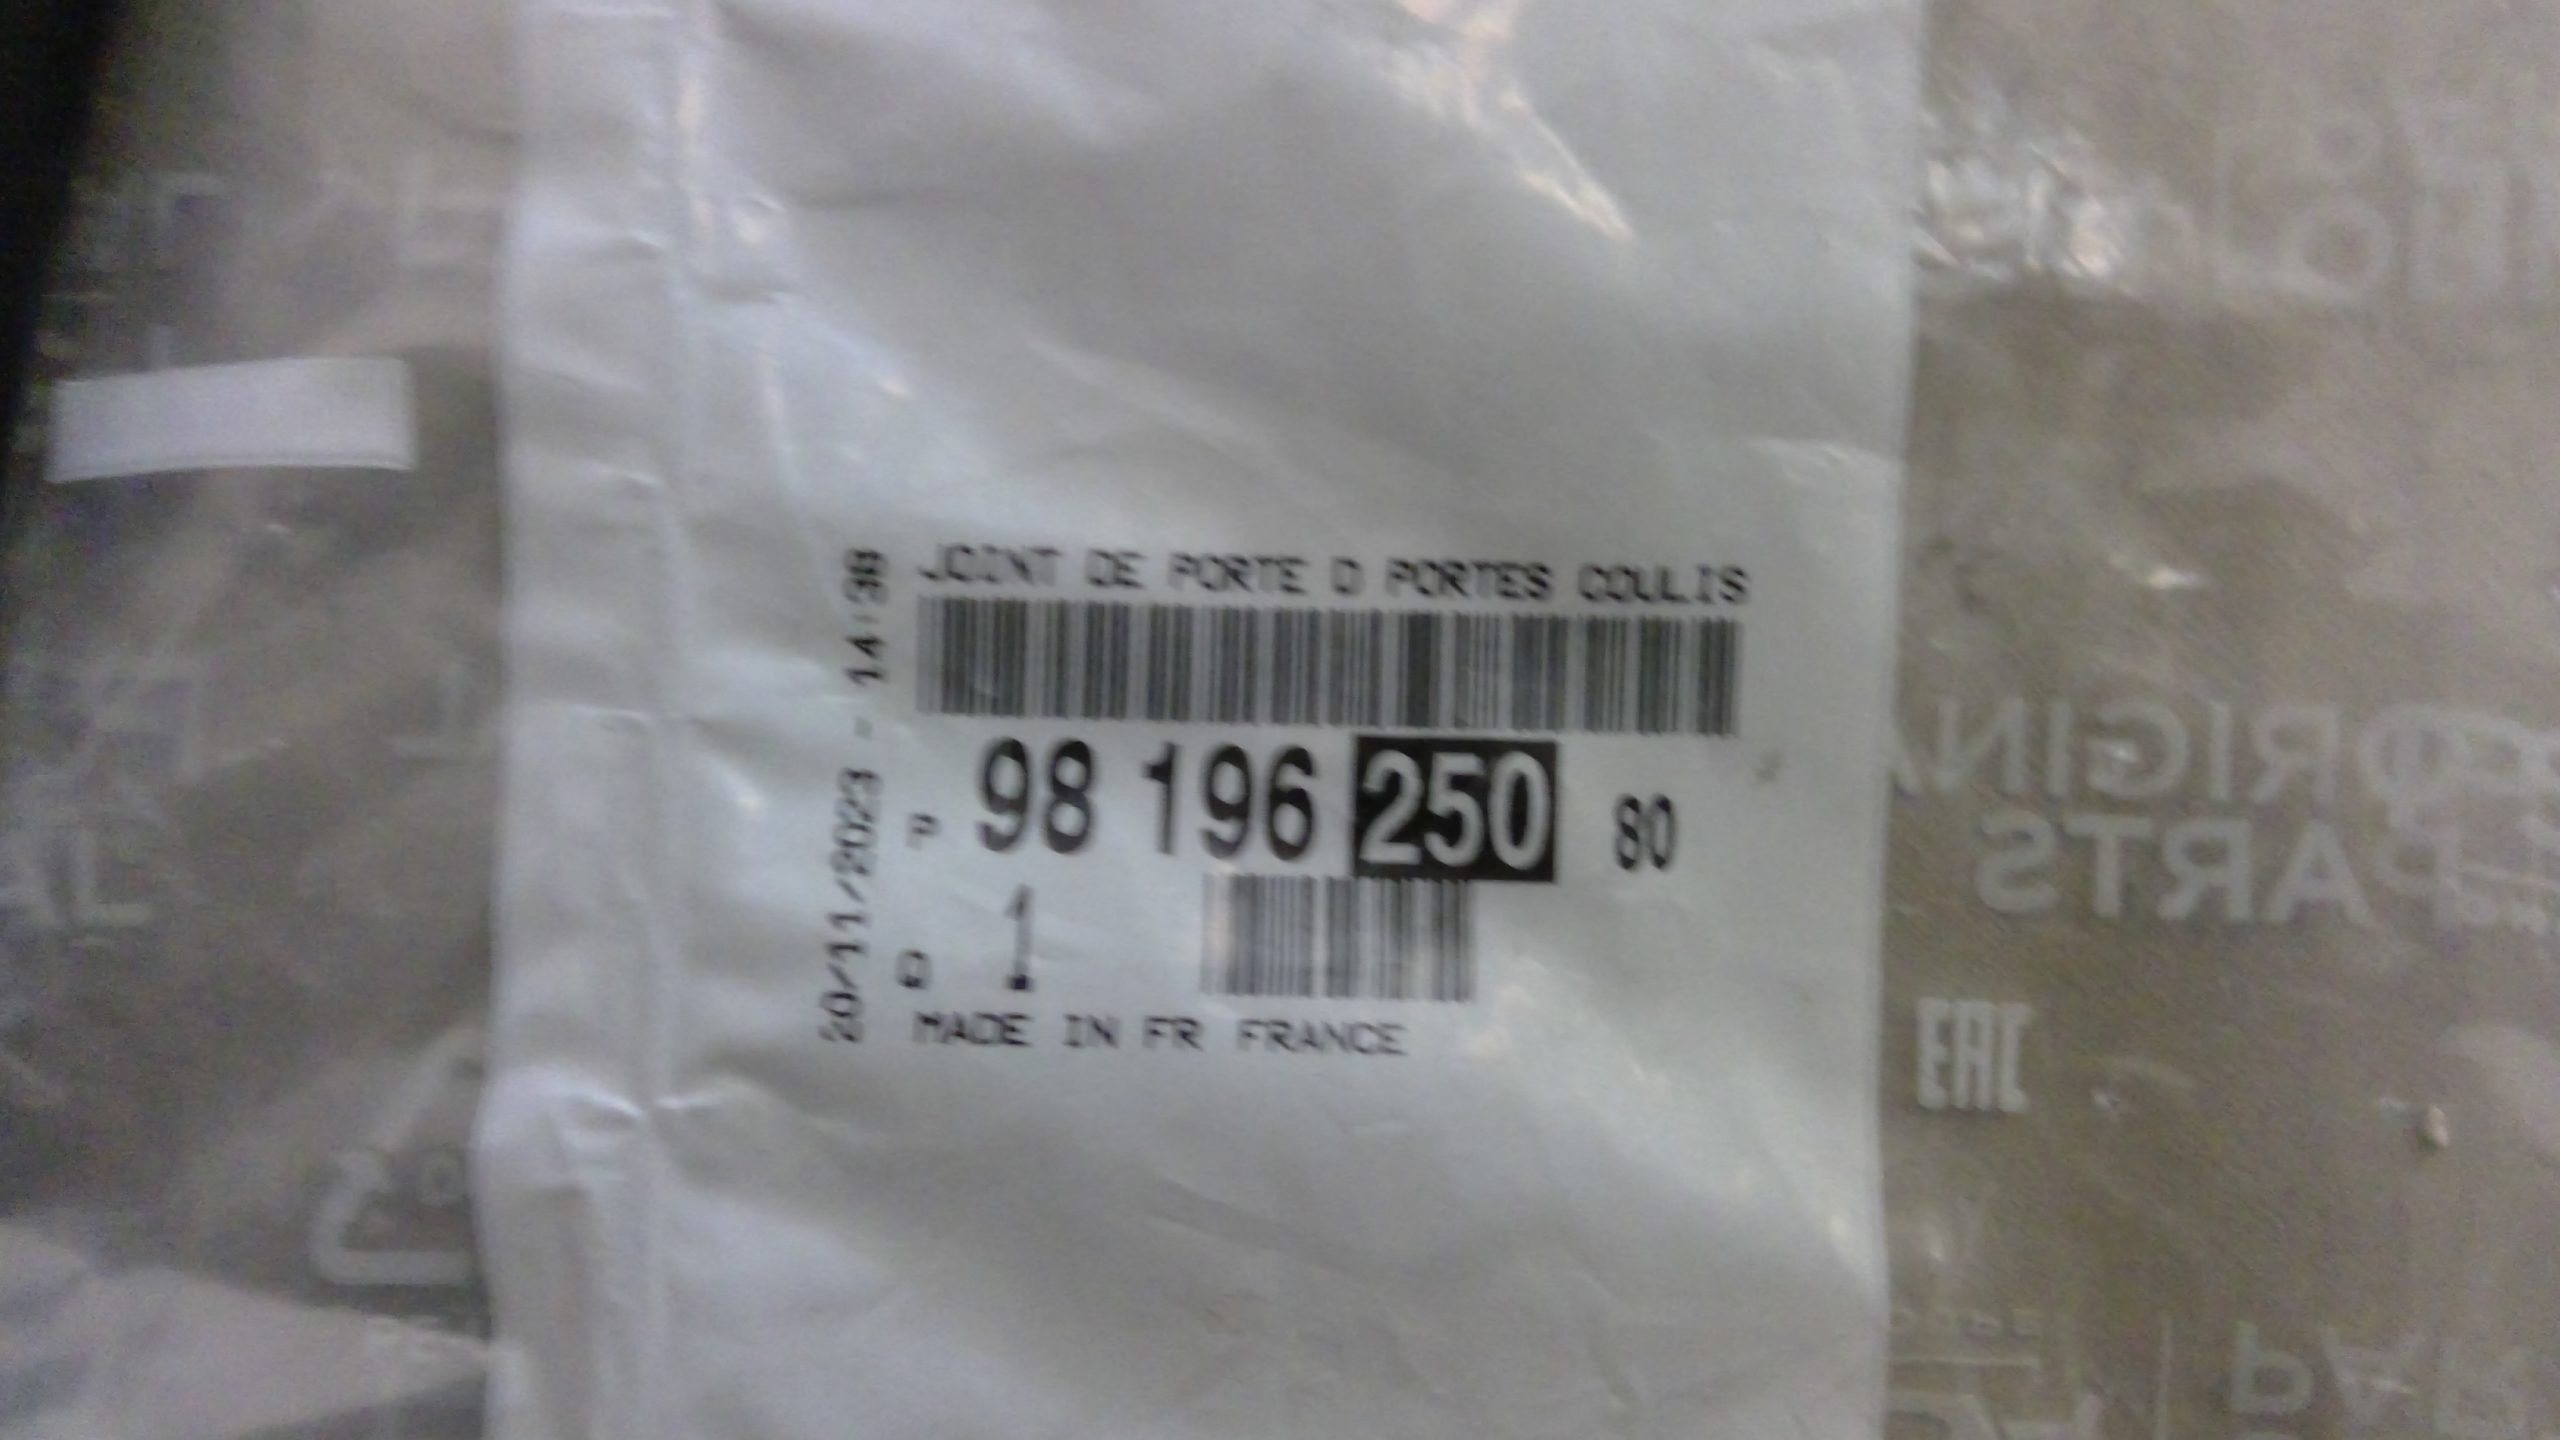 JOINT DE PORTE D PORTES COULIS
20/11/2023 - 14:38
P 98 196 250 80
Q 1
MADE IN FR FRANCE
ORIGINA
PARTS
EAC